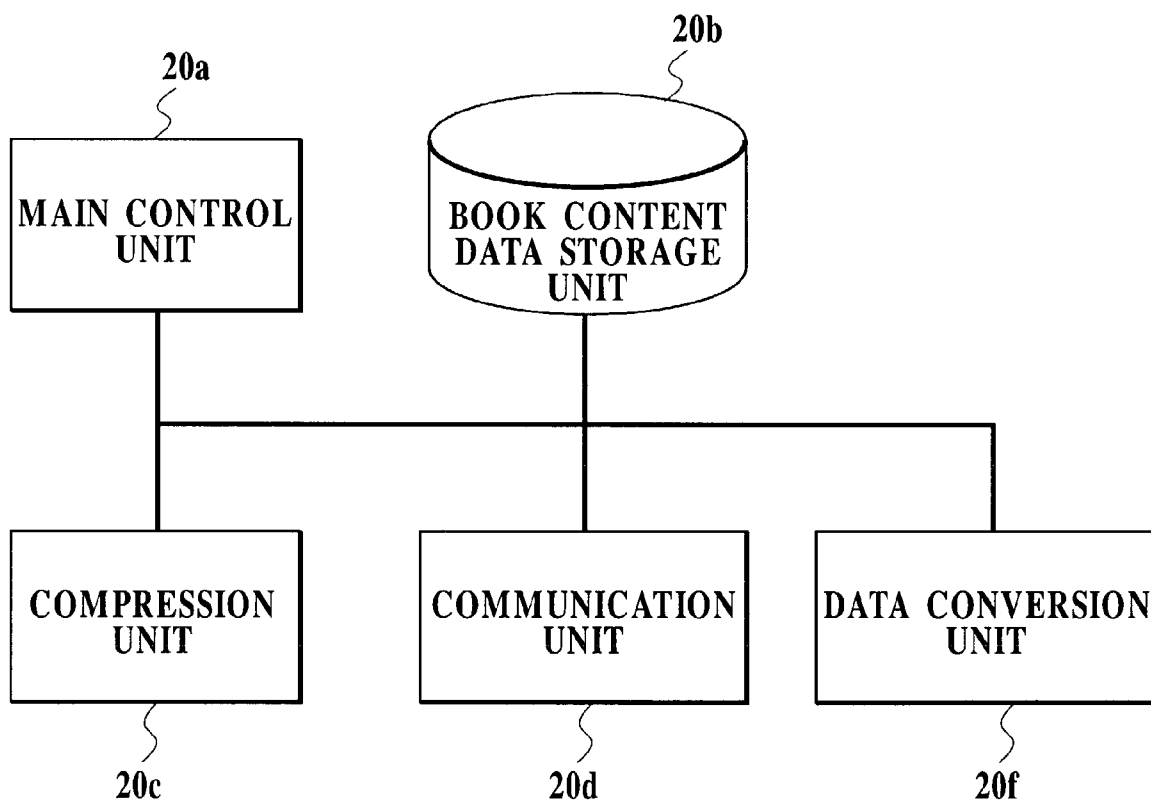 20b
20a
MAIN CONTROL
UNIT
BOOK CONTENT
DATA STORAGE
UNIT
COMPRESSION
UNIT
COMMUNICATION
UNIT
DATA CONVERSION
UNIT
20c
20d
20f